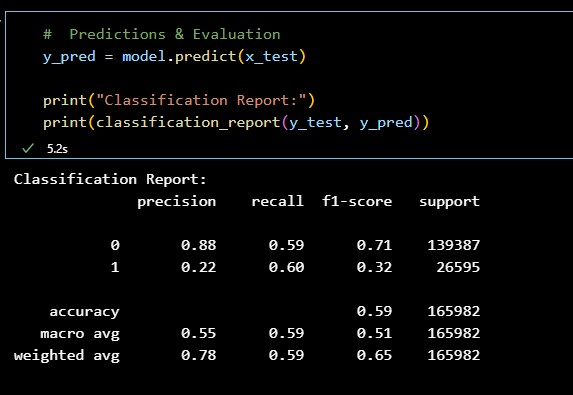 #  Predictions & Evaluation
y_pred = model.predict(x_test)
print("Classification Report:")
print(classification_report(y_test, y_pred))
✓ 5.2s
Classification Report:
              precision    recall  f1-score   support
           0       0.88      0.59      0.71    139387
           1       0.22      0.60      0.32     26595
    accuracy                           0.59    165982
   macro avg       0.55      0.59      0.51    165982
weighted avg       0.78      0.59      0.65    165982